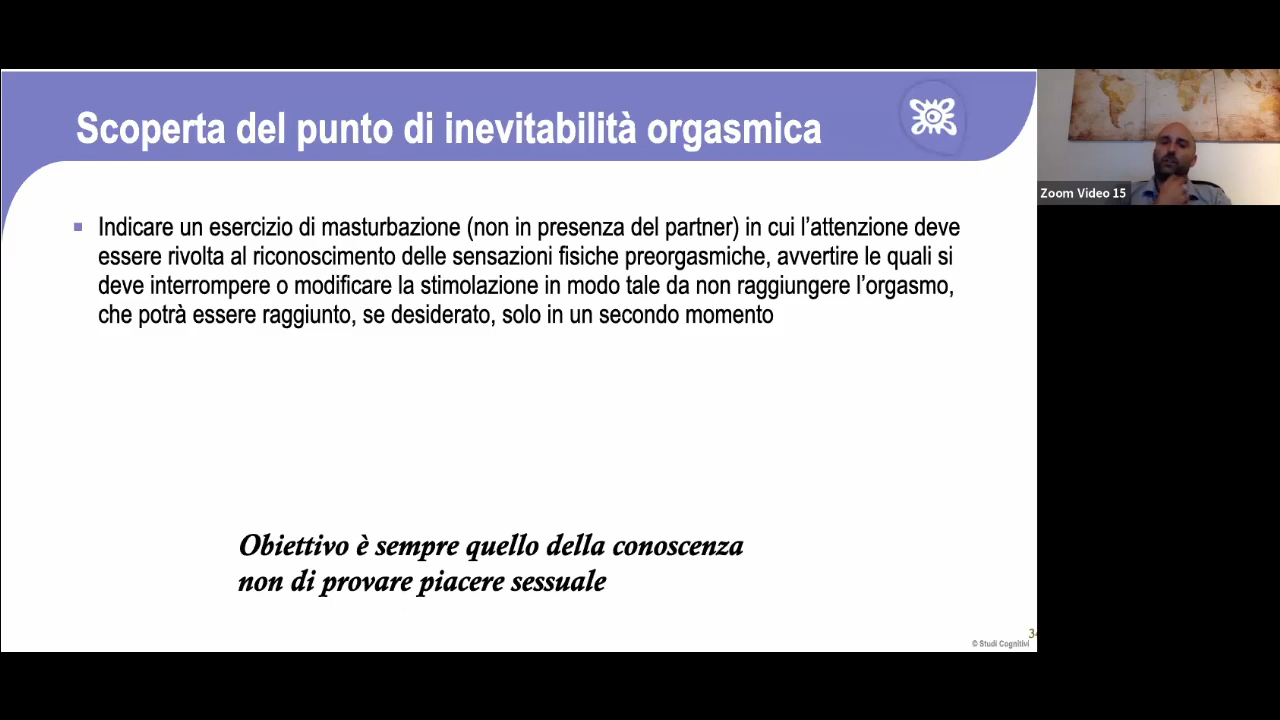 Scoperta del punto di inevitabilità orgasmica
Indicare un esercizio di masturbazione (non in presenza del partner) in cui l'attenzione deve
essere rivolta al riconoscimento delle sensazioni fisiche preorgasmiche, avvertire le quali si
deve interrompere o modificare la stimolazione in modo tale da non raggiungere l'orgasmo,
che potrà essere raggiunto, se desiderato, solo in un secondo momento
Obiettivo è sempre quello della conoscenza
non di provare piacere sessuale
© Studi Cognitivi
Zoom Video 15